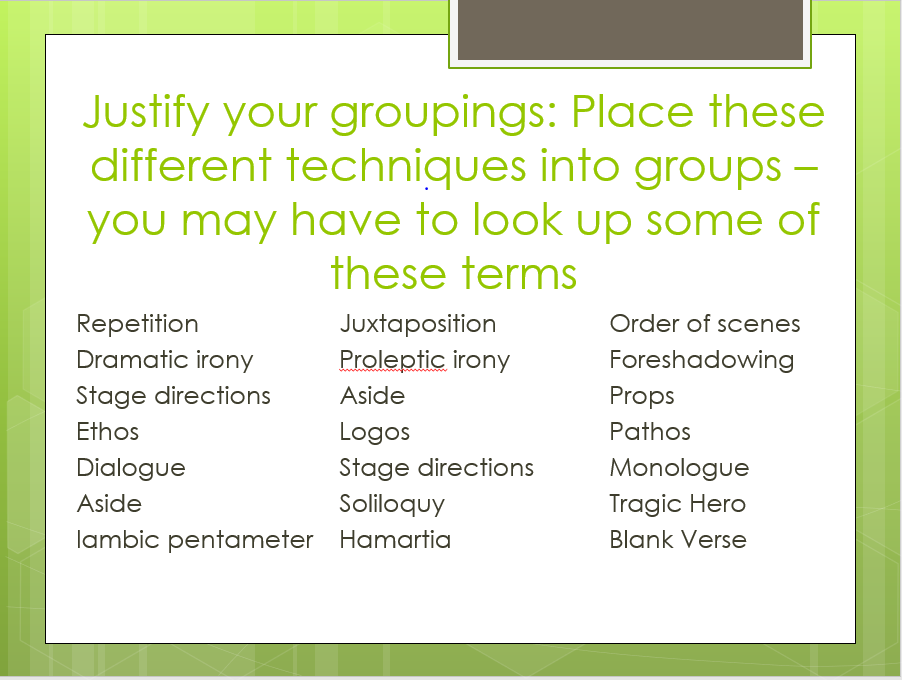 Justify your groupings: Place these
different techniques into groups –
you may have to look up some of
these terms
Repetition
Dramatic irony
Stage directions
Ethos
Dialogue
Aside
Iambic pentameter
Juxtaposition
Proleptic irony
Aside
Logos
Stage directions
Soliloquy
Hamartia
Order of scenes
Foreshadowing
Props
Pathos
Monologue
Tragic Hero
Blank Verse